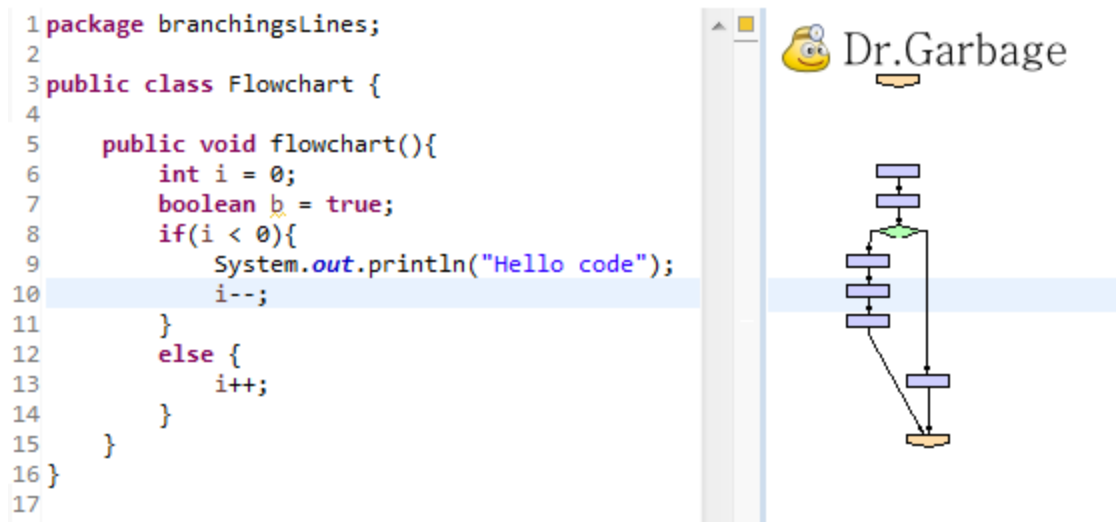 1 package branchingsLines;
2
3 public class Flowchart {
4
5     public void flowchart(){
6         int i = 0;
7         boolean b = true;
8         if(i < 0){
9             System.out.println("Hello code");
10             i--;
11         }
12         else {
13             i++;
14         }
15     }
16 }
17
Dr.Garbage